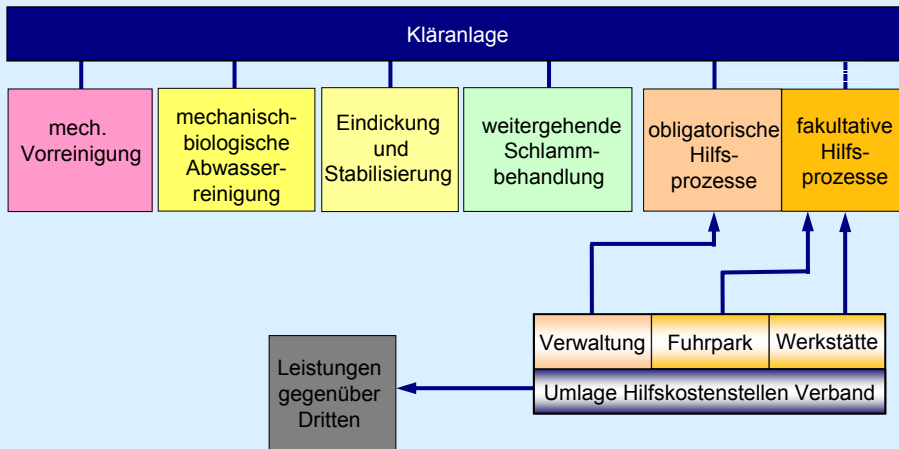 Kläranlage
mech.
Vorreinigung
mechanisch-
biologische
Abwasser-
reinigung
Eindickung
und
Stabilisierung
weitergehende
Schlamm-
behandlung
obligatorische
Hilfs-
prozesse
fakultative
Hilfs-
prozesse
Verwaltung
Fuhrpark
Werkstätte
Umlage Hilfskostenstellen Verband
Leistungen
gegenüber
Dritten